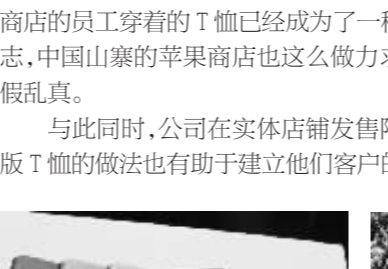 商店的员工穿着的 T 恤已经成为了一种
志,中国山寨的苹果商店也这么做力求
假乱真。
与此同时,公司在实体店铺发售限
版 T 恤的做法也有助于建立他们客户的